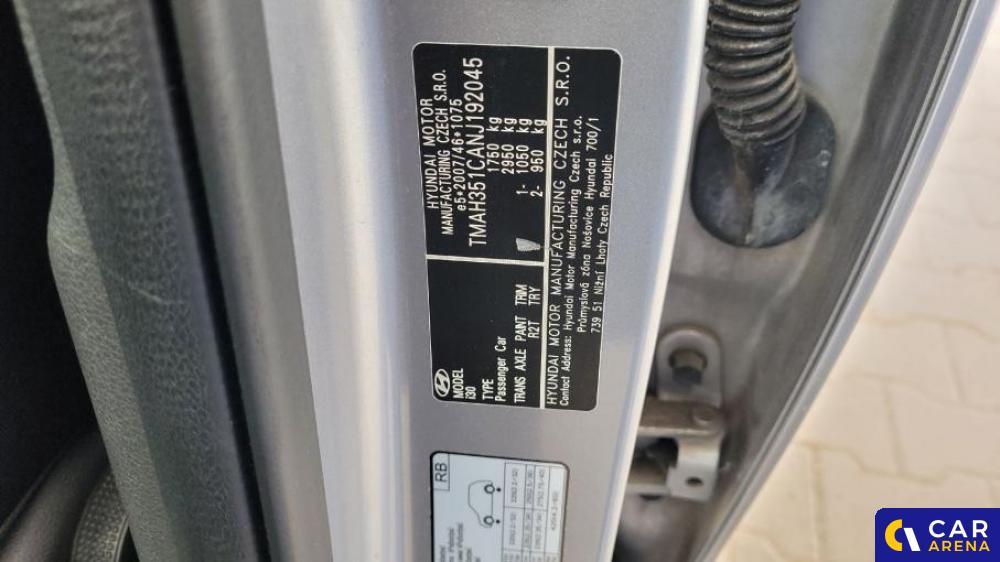 HYUNDAI MOTOR
MANUFACTURING CZECH S.R.O.
e5*2007/46*1075
TMAH351CANJ192045
1750 kg
2950 kg
1- 1050 kg
2- 950 kg
MODEL
I30
TYPE
Passenger Car
TRANS AXLE PAINT TRIM
R2T TRY
HYUNDAI MOTOR MANUFACTURING CZECH S.R.O.
Contact Address: Hyundai Motor Manufacturing Czech s.r.o.
Průmyslová zóna Nošovice Hyundai 700/1
739 51 Nižní Lhoty Czech Republic
RB
CAR
ARENA